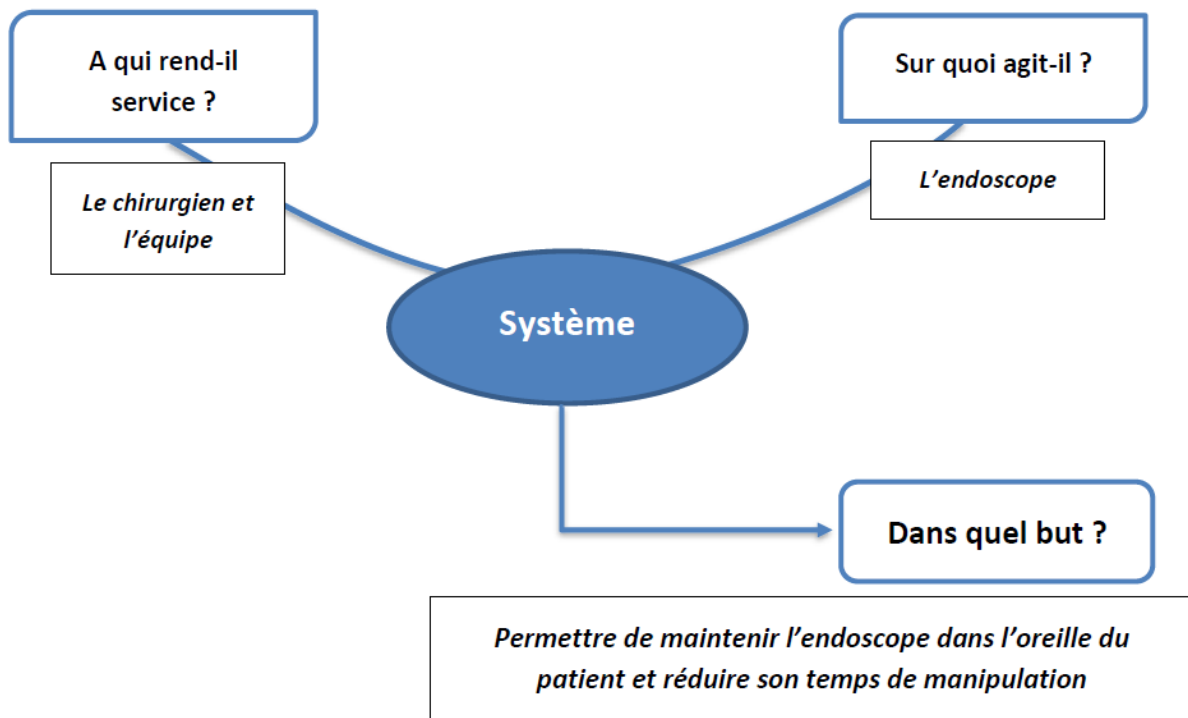 A qui rend-il
service ?
Le chirurgien et
l’équipe
Sur quoi agit-il ?
L’endoscope
Système
Dans quel but ?
Permettre de maintenir l’endoscope dans l’oreille du
patient et réduire son temps de manipulation